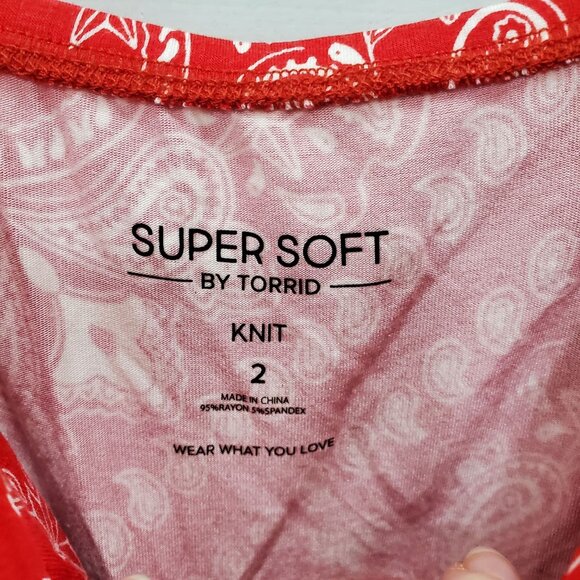 SUPER SOFT
BY TORRID
KNIT
2
MADE IN CHINA
95%RAYON 5%SPANDEX
WEAR WHAT YOU LOVE